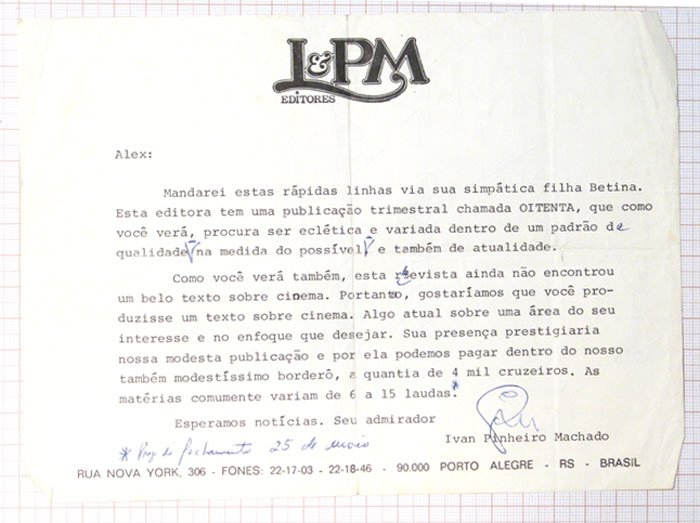 L&PM
EDITORES
Alex:
Mandarei estas rápidas linhas via sua simpática filha Betina.
Esta editora tem uma publicação trimestral chamada OITENTA, que como
você verá, procura ser eclética e variada dentro de um padrão de
qualidade (na medida do possível) e também de atualidade.
Como você verá também, esta revista ainda não encontrou
um belo texto sobre cinema. Portanto, gostaríamos que você pro-
duzisse um texto sobre cinema. Algo atual sobre uma área do seu
interesse e no enfoque que desejar. Sua presença prestigiaria
nossa modesta publicação e por ela podemos pagar dentro do nosso
também modestíssimo borderô, a quantia de 4 mil cruzeiros. As
matérias comumente variam de 6 a 15 laudas.*
Esperamos notícias. Seu admirador
Ivan Pinheiro Machado
* fechamento 25 de maio
RUA NOVA YORK, 306 - FONES: 22-17-03 - 22-18-46 - 90.000 PORTO ALEGRE - RS - BRASIL